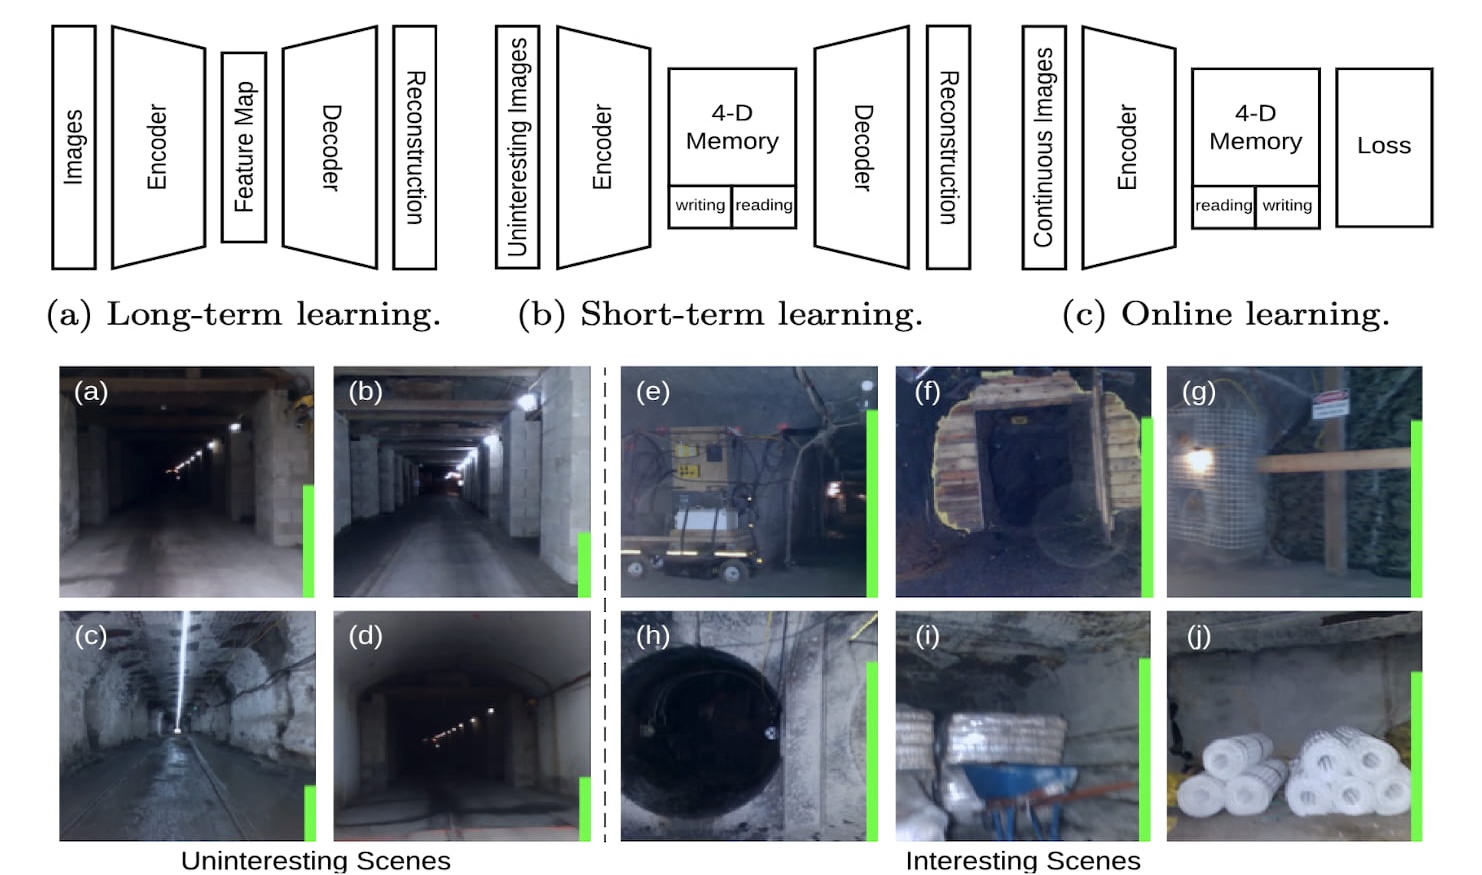 Images
Encoder
Feature Map
Decoder
Reconstruction
Uninteresting Images
Encoder
4-D
Memory
writing
reading
Decoder
Reconstruction
Continuous Images
Encoder
4-D
Memory
reading
writing
Loss
(a) Long-term learning.
(b) Short-term learning.
(c) Online learning.
(a)
(b)
(e)
(f)
(g)
(c)
(d)
(h)
(i)
(j)
Uninteresting Scenes
Interesting Scenes